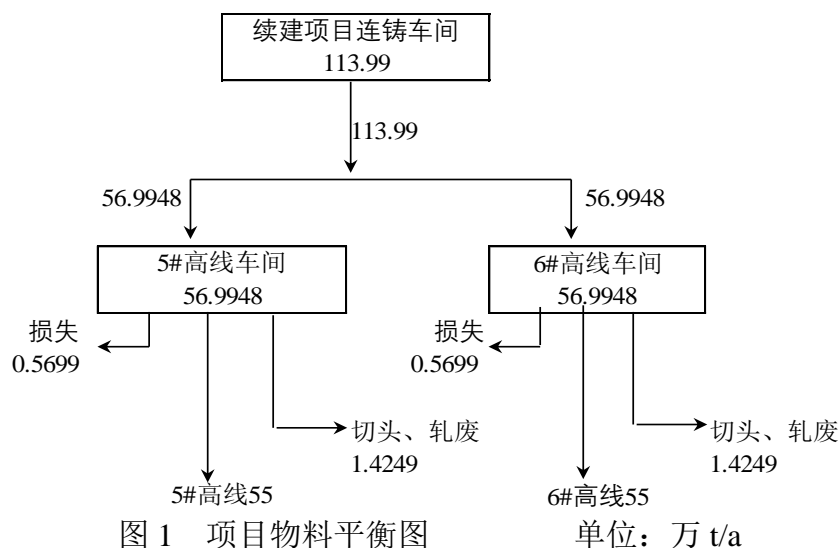 续建项目连铸车间
113.99
113.99
56.9948
56.9948
5#高线车间
56.9948
6#高线车间
56.9948
损失
0.5699
损失
0.5699
切头、轧废
1.4249
切头、轧废
1.4249
5#高线55
6#高线55
图 1 项目物料平衡图 单位：万 t/a